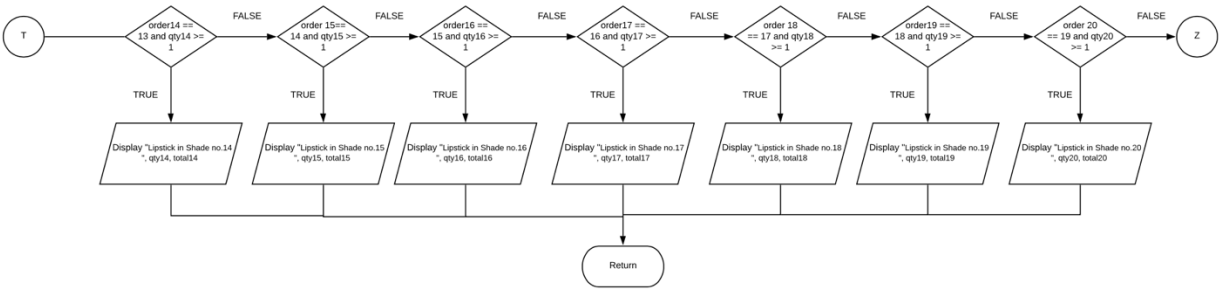 FALSE
FALSE
FALSE
FALSE
FALSE
FALSE
FALSE
T
order14 ==
13 and qty14 >=
1
order 15==
14 and qty15 >=
1
order16 ==
15 and qty16 >=
1
order17 ==
16 and qty17 >=
1
order 18
== 17 and qty18
>= 1
order19 ==
18 and qty19 >=
1
order 20
== 19 and qty20
>= 1
Z
TRUE
TRUE
TRUE
TRUE
TRUE
TRUE
TRUE
Display "Lipstick in Shade no.14
", qty14, total14
Display "Lipstick in Shade no.15
", qty15, total15
Display "Lipstick in Shade no.16
", qty16, total16
Display "Lipstick in Shade no.17
", qty17, total17
Display "Lipstick in Shade no.18
", qty18, total18
Display "Lipstick in Shade no.19
", qty19, total19
Display "Lipstick in Shade no.20
", qty20, total20
Return